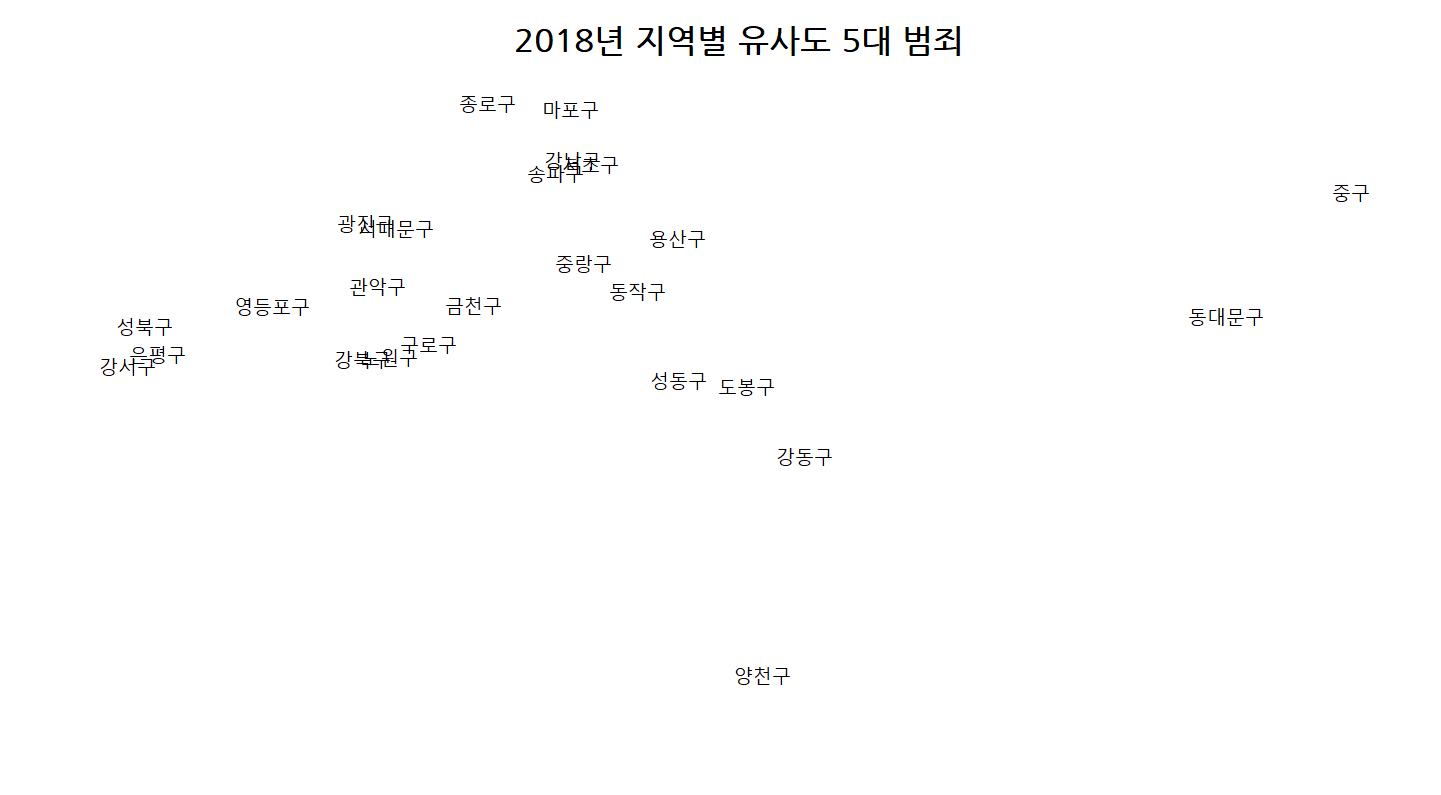 2018년 지역별 유사도 5대 범죄
종로구
마포구
강남구
서초구
송파구
중구
광진구
서대문구
용산구
중랑구
관악구
동작구
영등포구
금천구
동대문구
성북구
구로구
은평구
강북구
노원구
강서구
성동구
도봉구
강동구
양천구